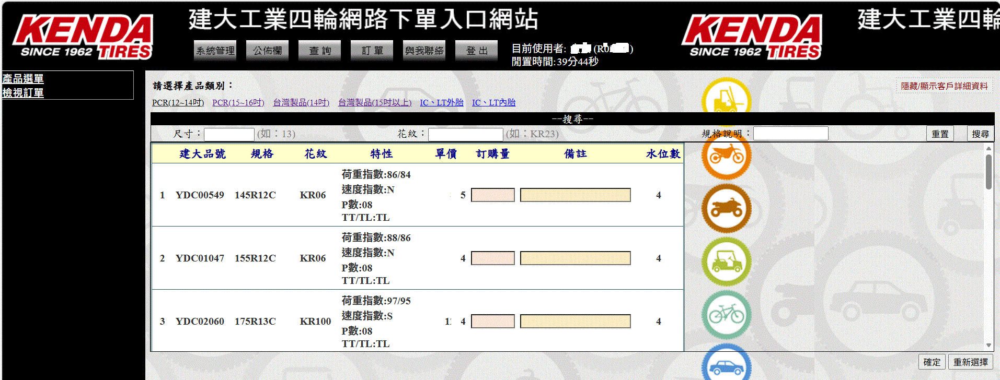 KENDA
SINCE 1962 TIRES
建大工業四輪網路下單入口網站
KENDA
SINCE 1962 TIRES
建大工業四輪
系統管理
公佈欄
查 詢
訂 單
與我聯絡
登 出
目前使用者:
閒置時間:39分44秒
產品選單
檢視訂單
請選擇產品類別：
隱藏/顯示客戶詳細資料
PCR(12~14吋) PCR(15~16吋) 台灣製品(14吋) 台灣製品(15吋以上) IC、LT外胎 IC、LT內胎
--搜尋--
尺寸： (如：13) 花紋： (如：KR23) 規格說明： 重置 搜尋
建大品號 規格 花紋 特性 單價 訂購量 備註 水位數
荷重指數:86/84
速度指數:N
1 YDC00549 145R12C KR06 5 4
P數:08
TT/TL:TL
荷重指數:88/86
速度指數:N
2 YDC01047 155R12C KR06 4 4
P數:08
TT/TL:TL
荷重指數:97/95
速度指數:S
3 YDC02060 175R13C KR100 4 4
P數:08
TT/TL:TL
確定 重新選擇